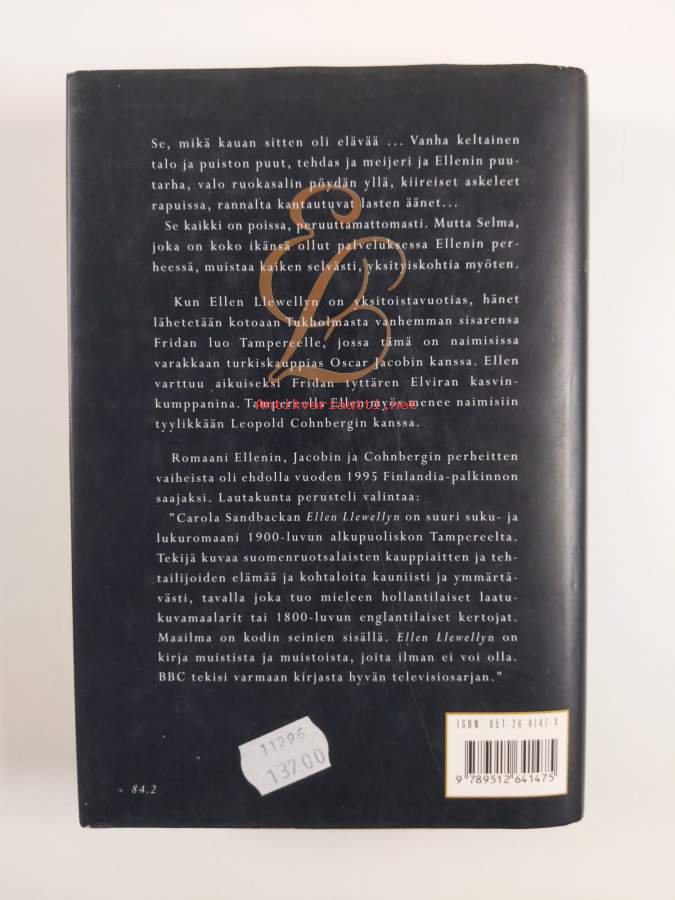 Se, mikä kauan sitten oli elävää ... Vanha keltainen
talo ja puiston puut, tehdas ja meijeri ja Ellenin puu-
tarha, valo ruokasalin pöydän yllä, kiireiset askeleet
rapuissa, rannalta kantautuvat lasten äänet...
Se kaikki on poissa, peruuttamattomasti. Mutta Selma,
joka on koko ikänsä ollut palveluksessa Ellenin per-
heessä, muistaa kaiken selvästi, yksityiskohtia myöten.
Kun Ellen Llewellyn on yksitoistavuotias, hänet
lähetetään kotoaan Tukholmasta vanhemman sisarensa
Fridan luo Tampereelle, jossa tämä on naimisissa
varakkaan turkiskauppias Oscar Jacobin kanssa. Ellen
varttuu aikuiseksi Fridan tyttären Elviran kasvin-
kumppanina. Tampereella Ellen myös menee naimisiin
antikvariaatti.net
tyylikkään Leopold Cohnbergin kanssa.
Romaani Ellenin, Jacobin ja Cohnbergin perheitten
vaiheista oli ehdolla vuoden 1995 Finlandia-palkinnon
saajaksi. Lautakunta perusteli valintaa:
"Carola Sandbackan Ellen Llewellyn on suuri suku- ja
lukuromaani 1900-luvun alkupuoliskon Tampereelta.
Tekijä kuvaa suomenruotsalaisten kauppiaitten ja teh-
tailijoiden elämää ja kohtaloita kauniisti ja ymmärtä-
västi, tavalla joka tuo mieleen hollantilaiset laatu-
kuvamaalarit tai 1800-luvun englantilaiset kertojat.
Maailma on kodin seinien sisällä. Ellen Llewellyn on
kirja muistista ja muistoista, joita ilman ei voi olla.
BBC tekisi varmaan kirjasta hyvän televisiosarjan."
ISBN 951-26-4147-X
9 789512 641475
11296
137.00
84.2